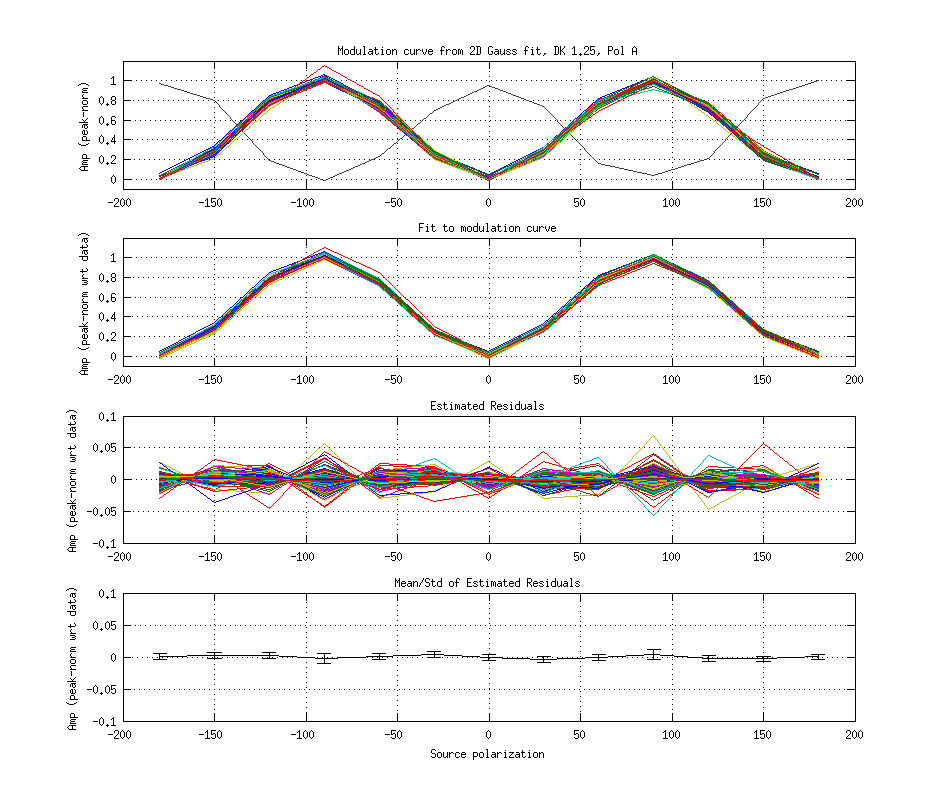 Modulation curve from 2D Gauss fit, DK 1.25, Pol A
Amp (peak-norm)
1
0.8
0.6
0.4
0.2
0
-200 -150 -100 -50 0 50 100 150 200
Fit to modulation curve
Amp (peak-norm wrt data)
1
0.8
0.6
0.4
0.2
0
-200 -150 -100 -50 0 50 100 150 200
Estimated Residuals
Amp (peak-norm wrt data)
0.1
0.05
0
-0.05
-0.1
-200 -150 -100 -50 0 50 100 150 200
Mean/Std of Estimated Residuals
Amp (peak-norm wrt data)
0.1
0.05
0
-0.05
-0.1
-200 -150 -100 -50 0 50 100 150 200
Source polarization